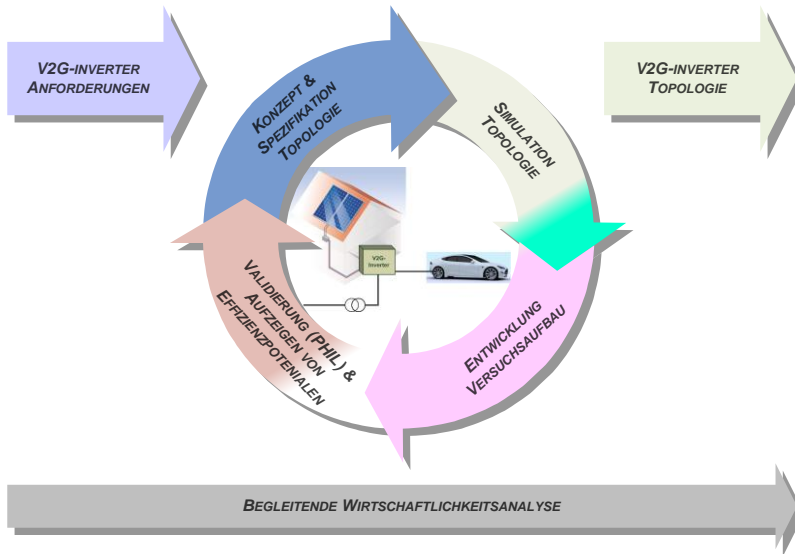 V2G-INVERTER
ANFORDERUNGEN
V2G-INVERTER
TOPOLOGIE
KONZEPT &
SPEZIFIKATION
TOPOLOGIE
SIMULATION
TOPOLOGIE
V2G-
Inverter
ENTWICKLUNG
VERSUCHSAUFBAU
VALIDIERUNG (PHIL) &
AUFZEIGEN VON
EFFIZIENZPOTENIALEN
BEGLEITENDE WIRTSCHAFTLICHKEITSANALYSE